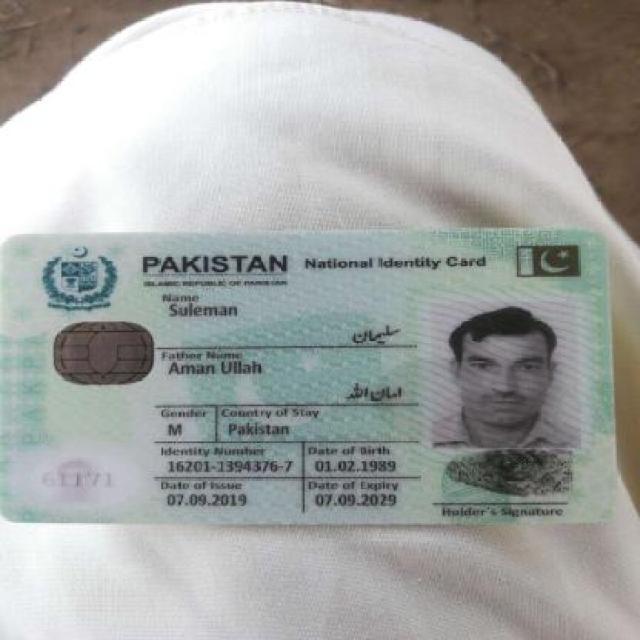 PAKISTAN National Identity Card
ISLAMIC REPUBLIC OF PAKISTAN
Name
Suleman
سلیمان
Father Name
Aman Ullah
امان اللہ
Gender Country of Stay
M Pakistan
Identity Number Date of Birth
16201-1394376-7 01.02.1989
Date of Issue Date of Expiry
07.09.2019 07.09.2029
61171
Holder's Signature